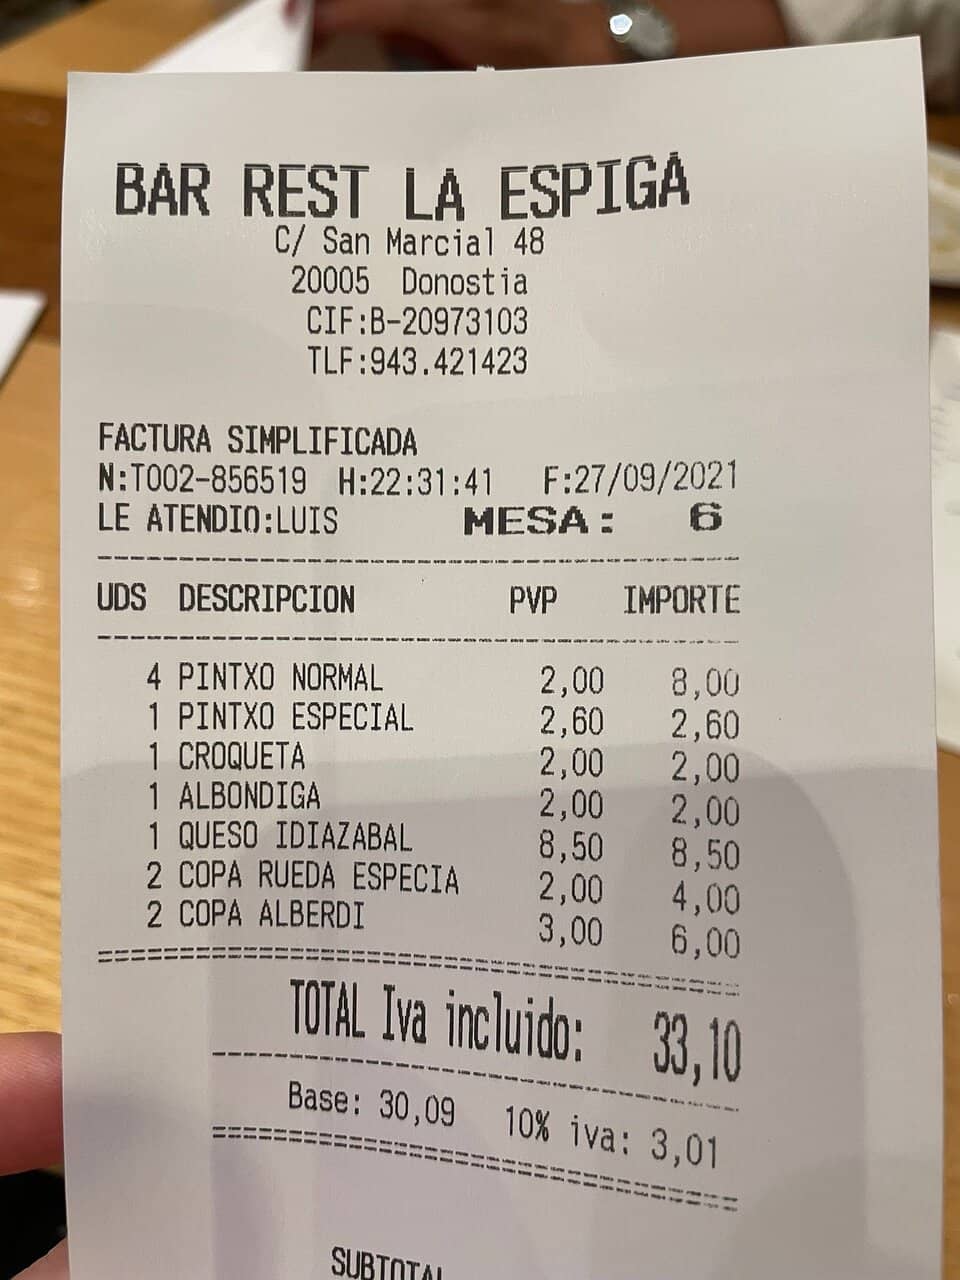 BAR REST LA ESPIGA
C/ San Marcial 48
20005 Donostia
CIF:B-20973103
TLF:943.421423
FACTURA SIMPLIFICADA
N:T002-856519 H:22:31:41 F:27/09/2021
LE ATENDIO:LUIS MESA: 6
UDS DESCRIPCION PVP IMPORTE
4 PINTXO NORMAL 2,00 8,00
1 PINTXO ESPECIAL 2,60 2,60
1 CROQUETA 2,00 2,00
1 ALBONDIGA 2,00 2,00
1 QUESO IDIAZABAL 8,50 8,50
2 COPA RUEDA ESPECIA 2,00 4,00
2 COPA ALBERDI 3,00 6,00
TOTAL Iva incluido: 33,10
Base: 30,09 10% iva: 3,01
SUBTOTAL